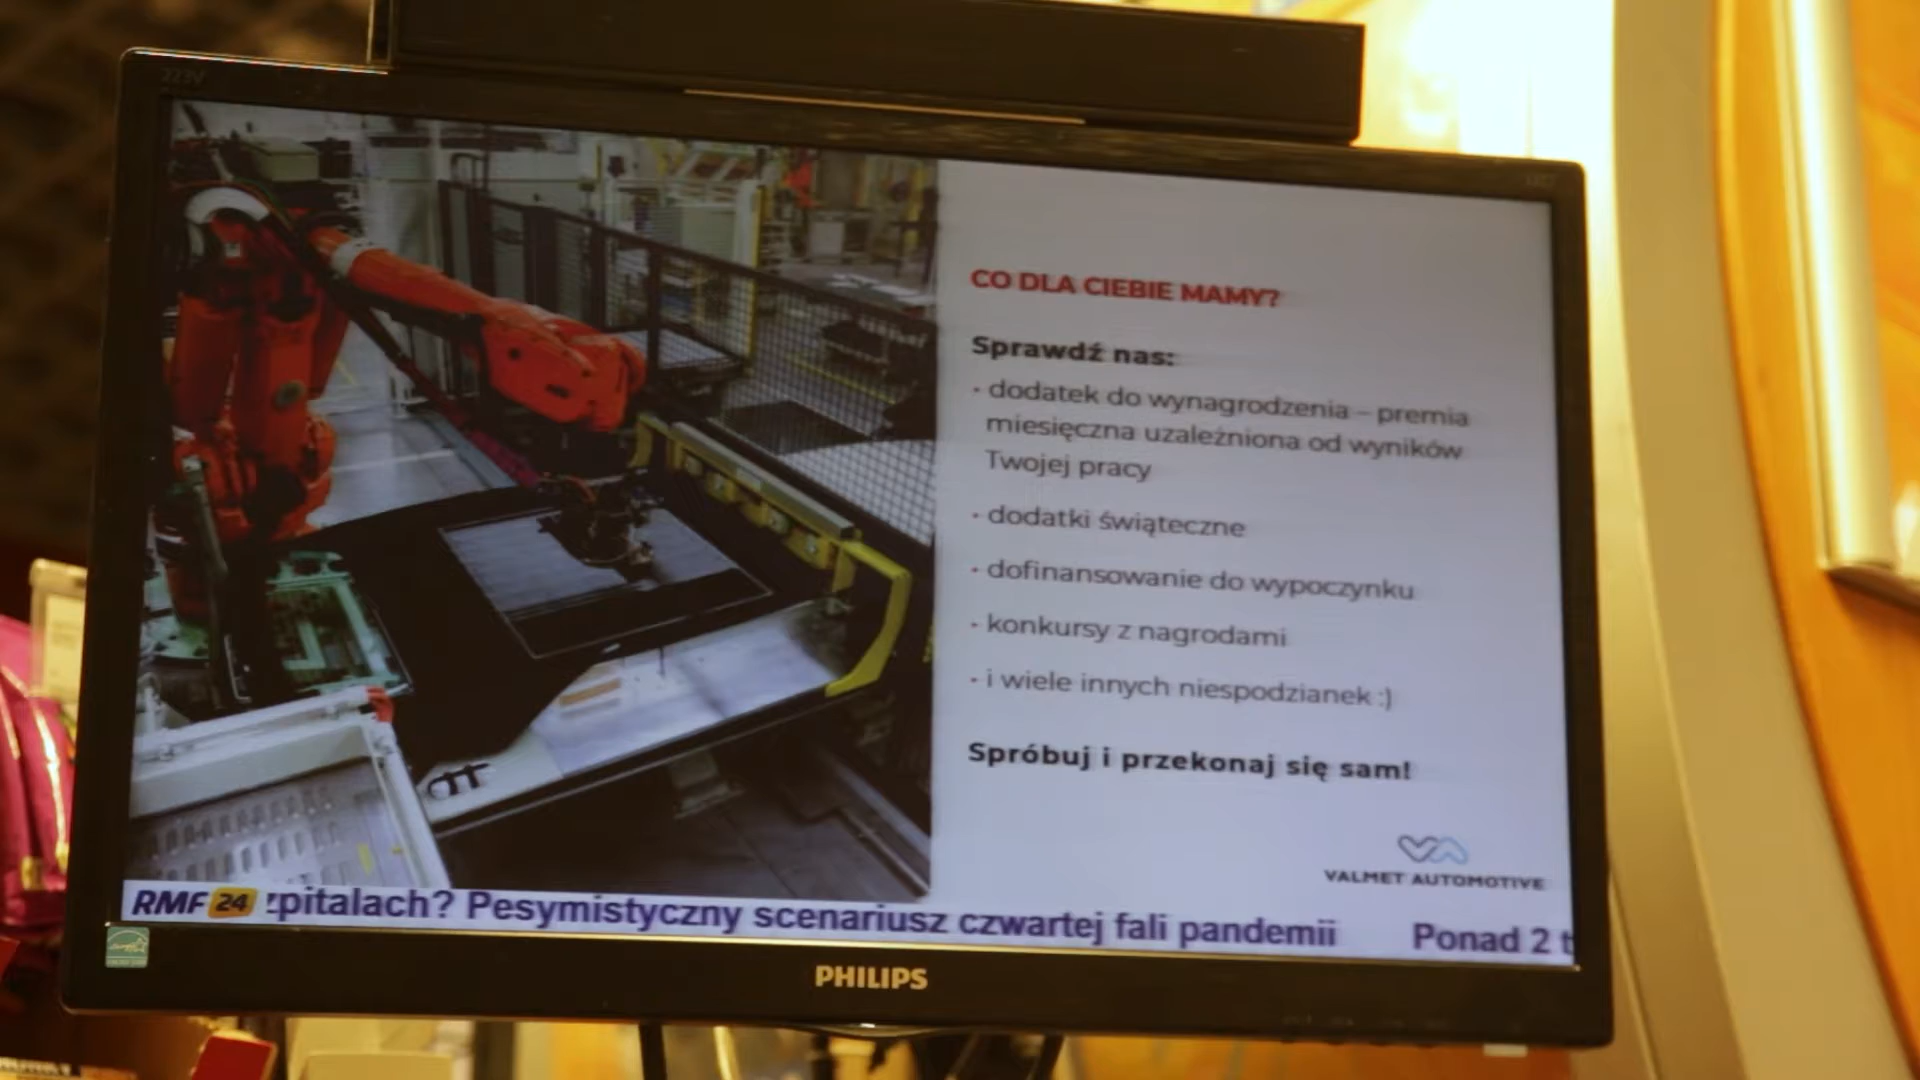 223V
CO DLA CIEBIE MAMY?
Sprawdź nas:
• dodatek do wynagrodzenia – premia
miesięczna uzależniona od wyników
Twojej pracy
• dodatki świąteczne
• dofinansowanie do wypoczynku
• konkursy z nagrodami
• i wiele innych niespodzianek :)
Spróbuj i przekonaj się sam!
VALMET AUTOMOTIVE
RMF 24 zpitalach? Pesymistyczny scenariusz czwartej fali pandemii Ponad 2 t
PHILIPS